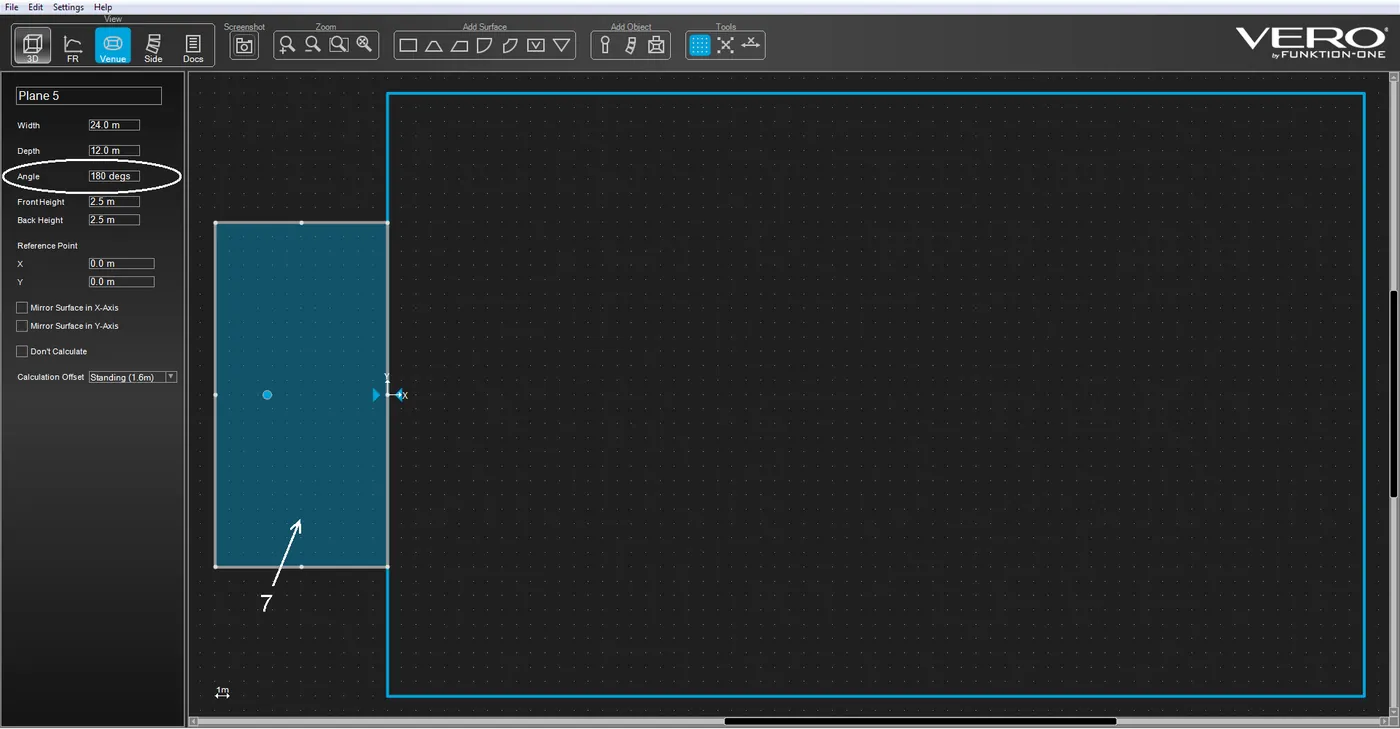 File Edit Settings Help
View Screenshot Zoom Add Surface Add Object Tools
3D FR Venue Side Docs
VERO
by FUNKTION-ONE
Plane 5
Width 24.0 m
Depth 12.0 m
Angle 180 degs
Front Height 2.5 m
Back Height 2.5 m
Reference Point
X 0.0 m
Y 0.0 m
Mirror Surface in X-Axis
Mirror Surface in Y-Axis
Don't Calculate
Calculation Offset Standing (1.6m)
Y
X
7
1m